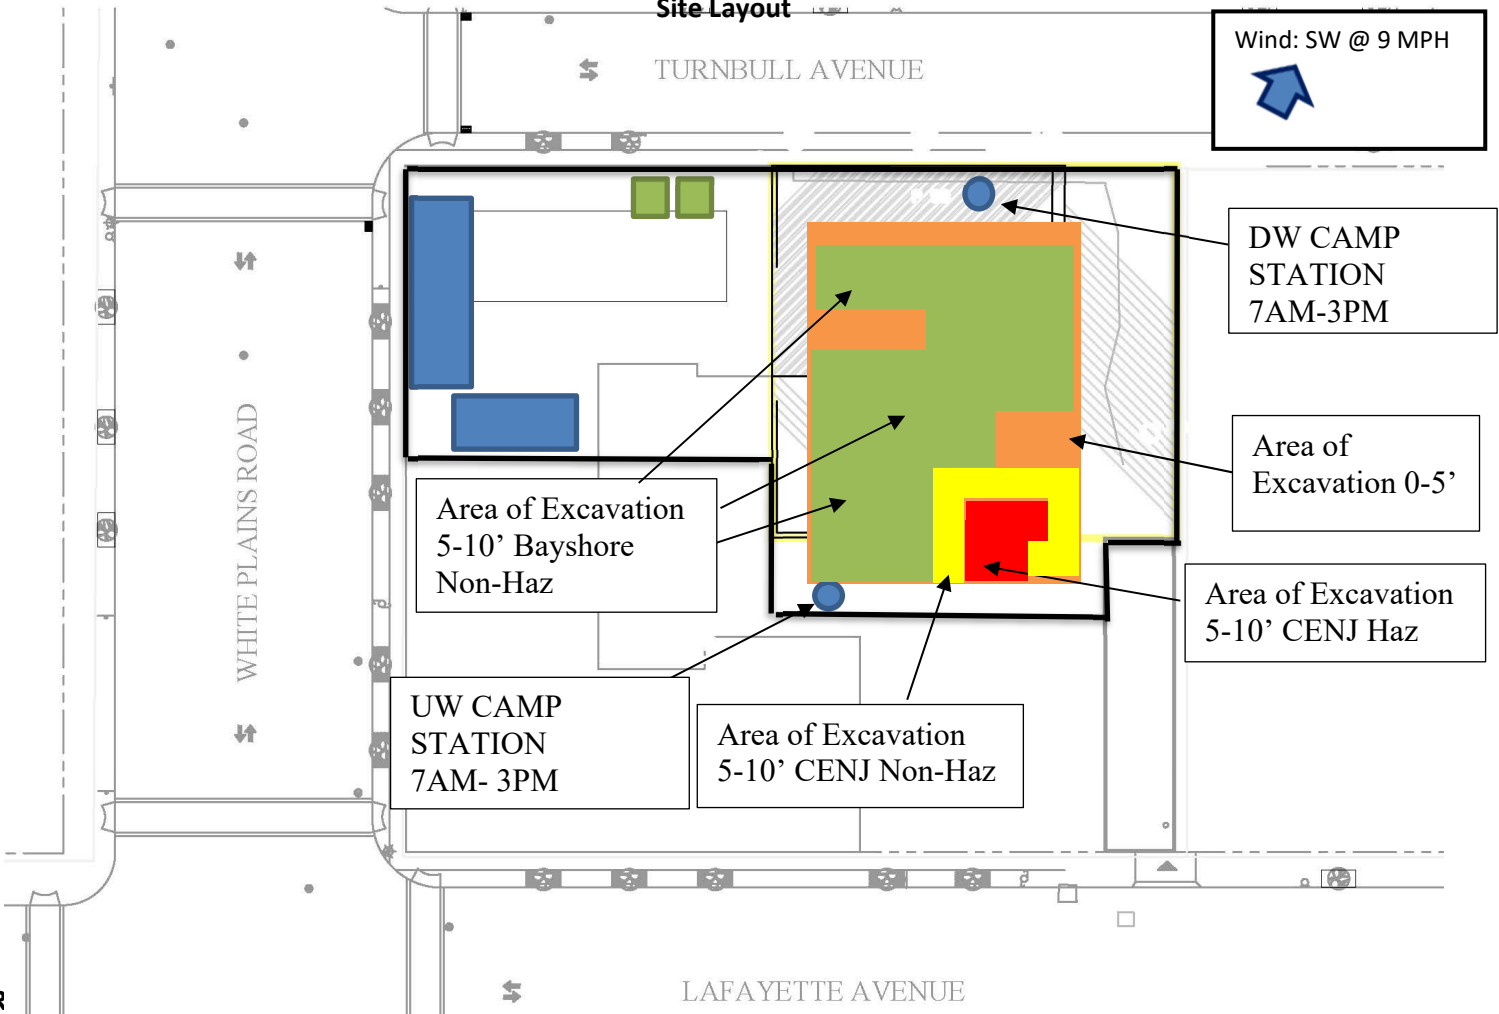 Site Layout
Wind: SW @ 9 MPH
TURNBULL AVENUE
DW CAMP
STATION
7AM-3PM
WHITE PLAINS ROAD
Area of
Excavation 0-5’
Area of Excavation
5-10’ Bayshore
Non-Haz
Area of Excavation
5-10’ CENJ Haz
UW CAMP
STATION
7AM- 3PM
Area of Excavation
5-10’ CENJ Non-Haz
LAFAYETTE AVENUE